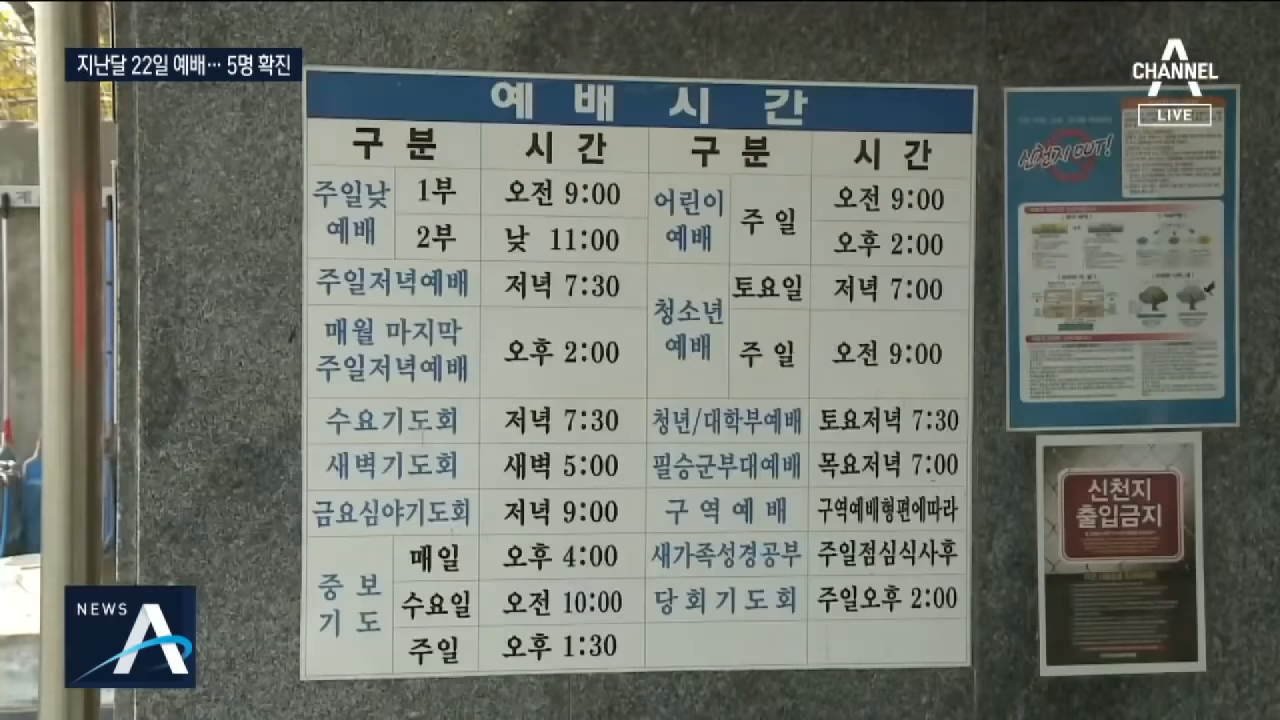 지난달 22일 예배… 5명 확진
CHANNEL
LIVE
예 배 시 간
구 분 시 간 구 분 시 간
주일낮 예배 1부 오전 9:00
2부 낮 11:00
어린이 예배 주 일 오전 9:00
오후 2:00
주일저녁예배 저녁 7:30
청소년 예배 토요일 저녁 7:00
매월 마지막
주일저녁예배 오후 2:00
주 일 오전 9:00
수요기도회 저녁 7:30 청년/대학부예배 토요저녁 7:30
새벽기도회 새벽 5:00 필승군부대예배 목요저녁 7:00
금요심야기도회 저녁 9:00 구 역 예 배 구역예배형편에따라
중 보 기 도 매일 오후 4:00 새가족성경공부 주일점심식사후
수요일 오전 10:00 당 회 기 도 회 주일오후 2:00
주일 오후 1:30
신천지 OUT!
신천지
출입금지
NEWS A